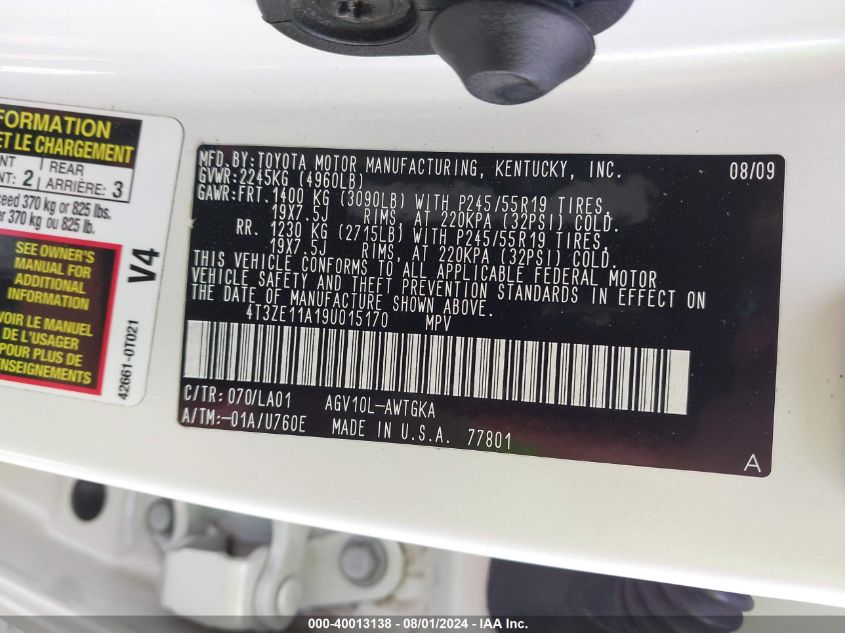 FORMATION
ET LE CHARGEMENT
REAR
: 2 ARRIÈRE: 3
370 kg or 825 lbs.
370 kg ou 825 lb.
SEE OWNER'S
MANUAL FOR
ADDITIONAL
INFORMATION
VOIR LE MANUEL
DE L'USAGER
POUR PLUS DE
V4
42661-0T021
MFD.BY:TOYOTA MOTOR MANUFACTURING, KENTUCKY, INC. 08/09
GVWR:2245KG (4960LB)
GAWR:FRT.1400 KG (3090LB) WITH P245/55R19 TIRES,
19X7.5J RIMS, AT 220KPA (32PSI) COLD.
RR. 1230 KG (2715LB) WITH P245/55R19 TIRES,
19X7.5J RIMS, AT 220KPA (32PSI) COLD.
THIS VEHICLE CONFORMS TO ALL APPLICABLE FEDERAL MOTOR
VEHICLE SAFETY AND THEFT PREVENTION STANDARDS IN EFFECT ON
THE DATE OF MANUFACTURE SHOWN ABOVE.
4T3ZE11A19U015170 MPV
C/TR: 070/LA01 AGV10L-AWTGKA
A/TM:-01A/U760E MADE IN U.S.A. 77801
A
000-40013138 - 08/01/2024 - IAA Inc.